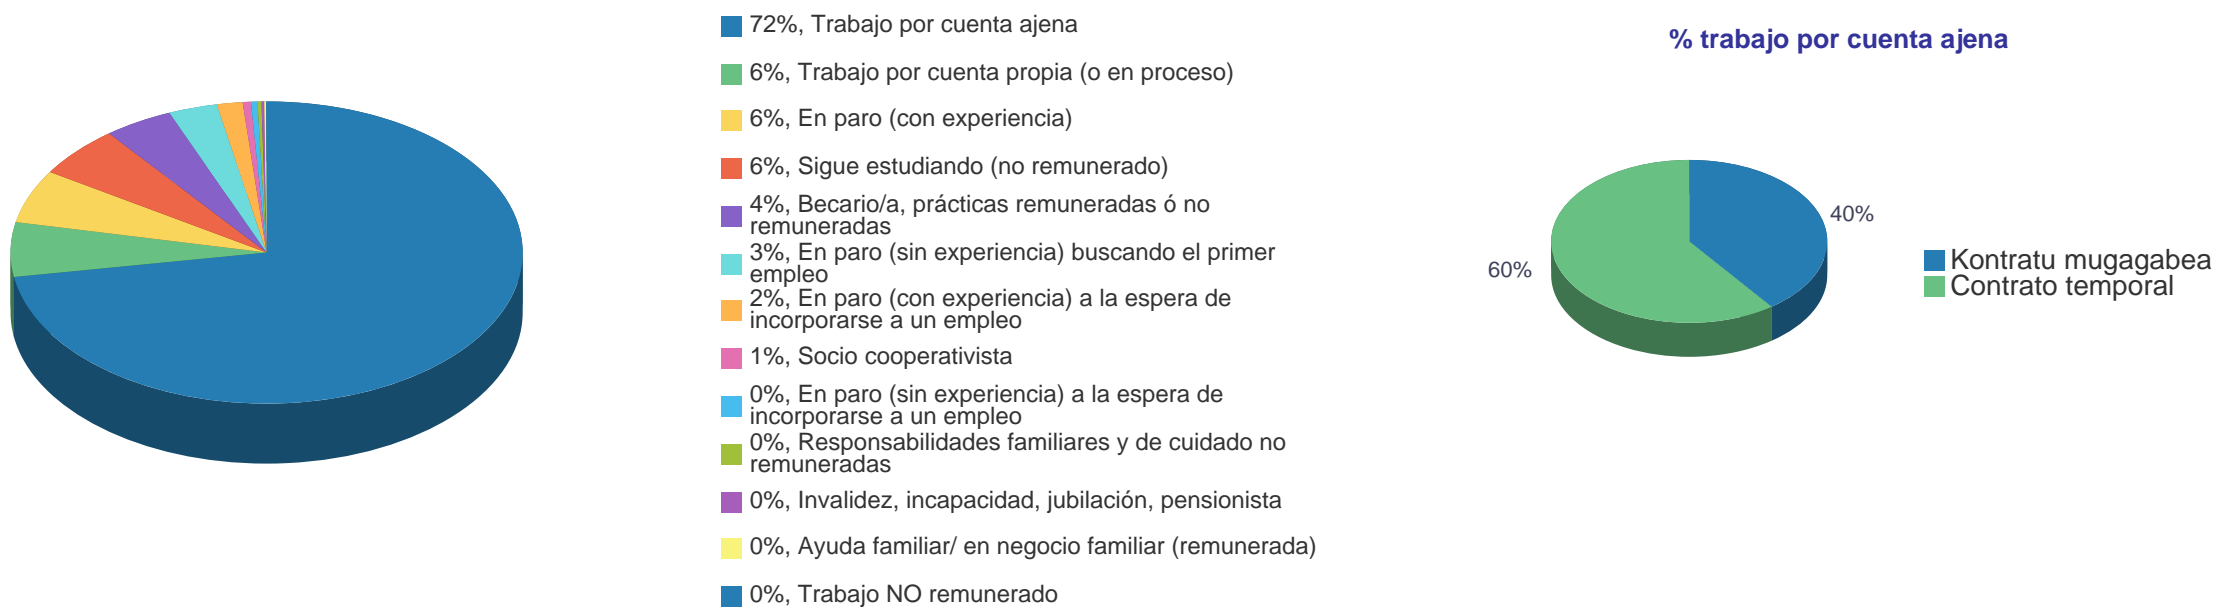 72%, Trabajo por cuenta ajena
6%, Trabajo por cuenta propia (o en proceso)
6%, En paro (con experiencia)
6%, Sigue estudiando (no remunerado)
4%, Becario/a, prácticas remuneradas ó no
remuneradas
3%, En paro (sin experiencia) buscando el primer
empleo
2%, En paro (con experiencia) a la espera de
incorporarse a un empleo
1%, Socio cooperativista
0%, En paro (sin experiencia) a la espera de
incorporarse a un empleo
0%, Responsabilidades familiares y de cuidado no
remuneradas
0%, Invalidez, incapacidad, jubilación, pensionista
0%, Ayuda familiar/ en negocio familiar (remunerada)
0%, Trabajo NO remunerado
% trabajo por cuenta ajena
40%
60%
Kontratu mugagabea
Contrato temporal